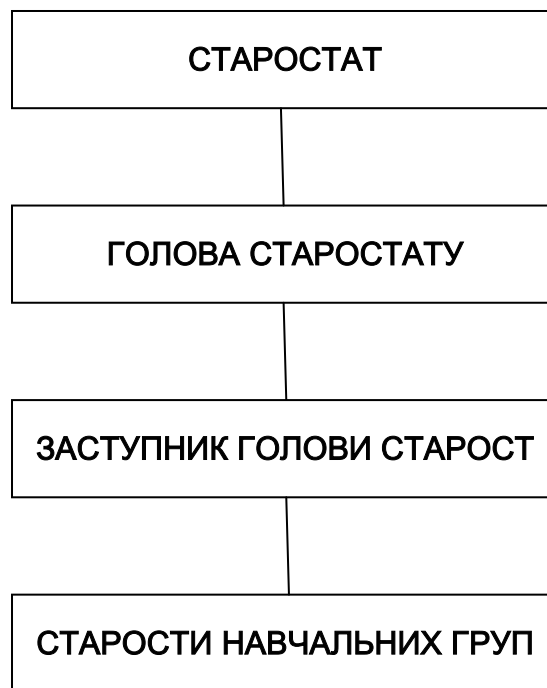 СТАРОСТАТ
ГОЛОВА СТАРОСТАТУ
ЗАСТУПНИК ГОЛОВИ СТАРОСТ
СТАРОСТИ НАВЧАЛЬНИХ ГРУП